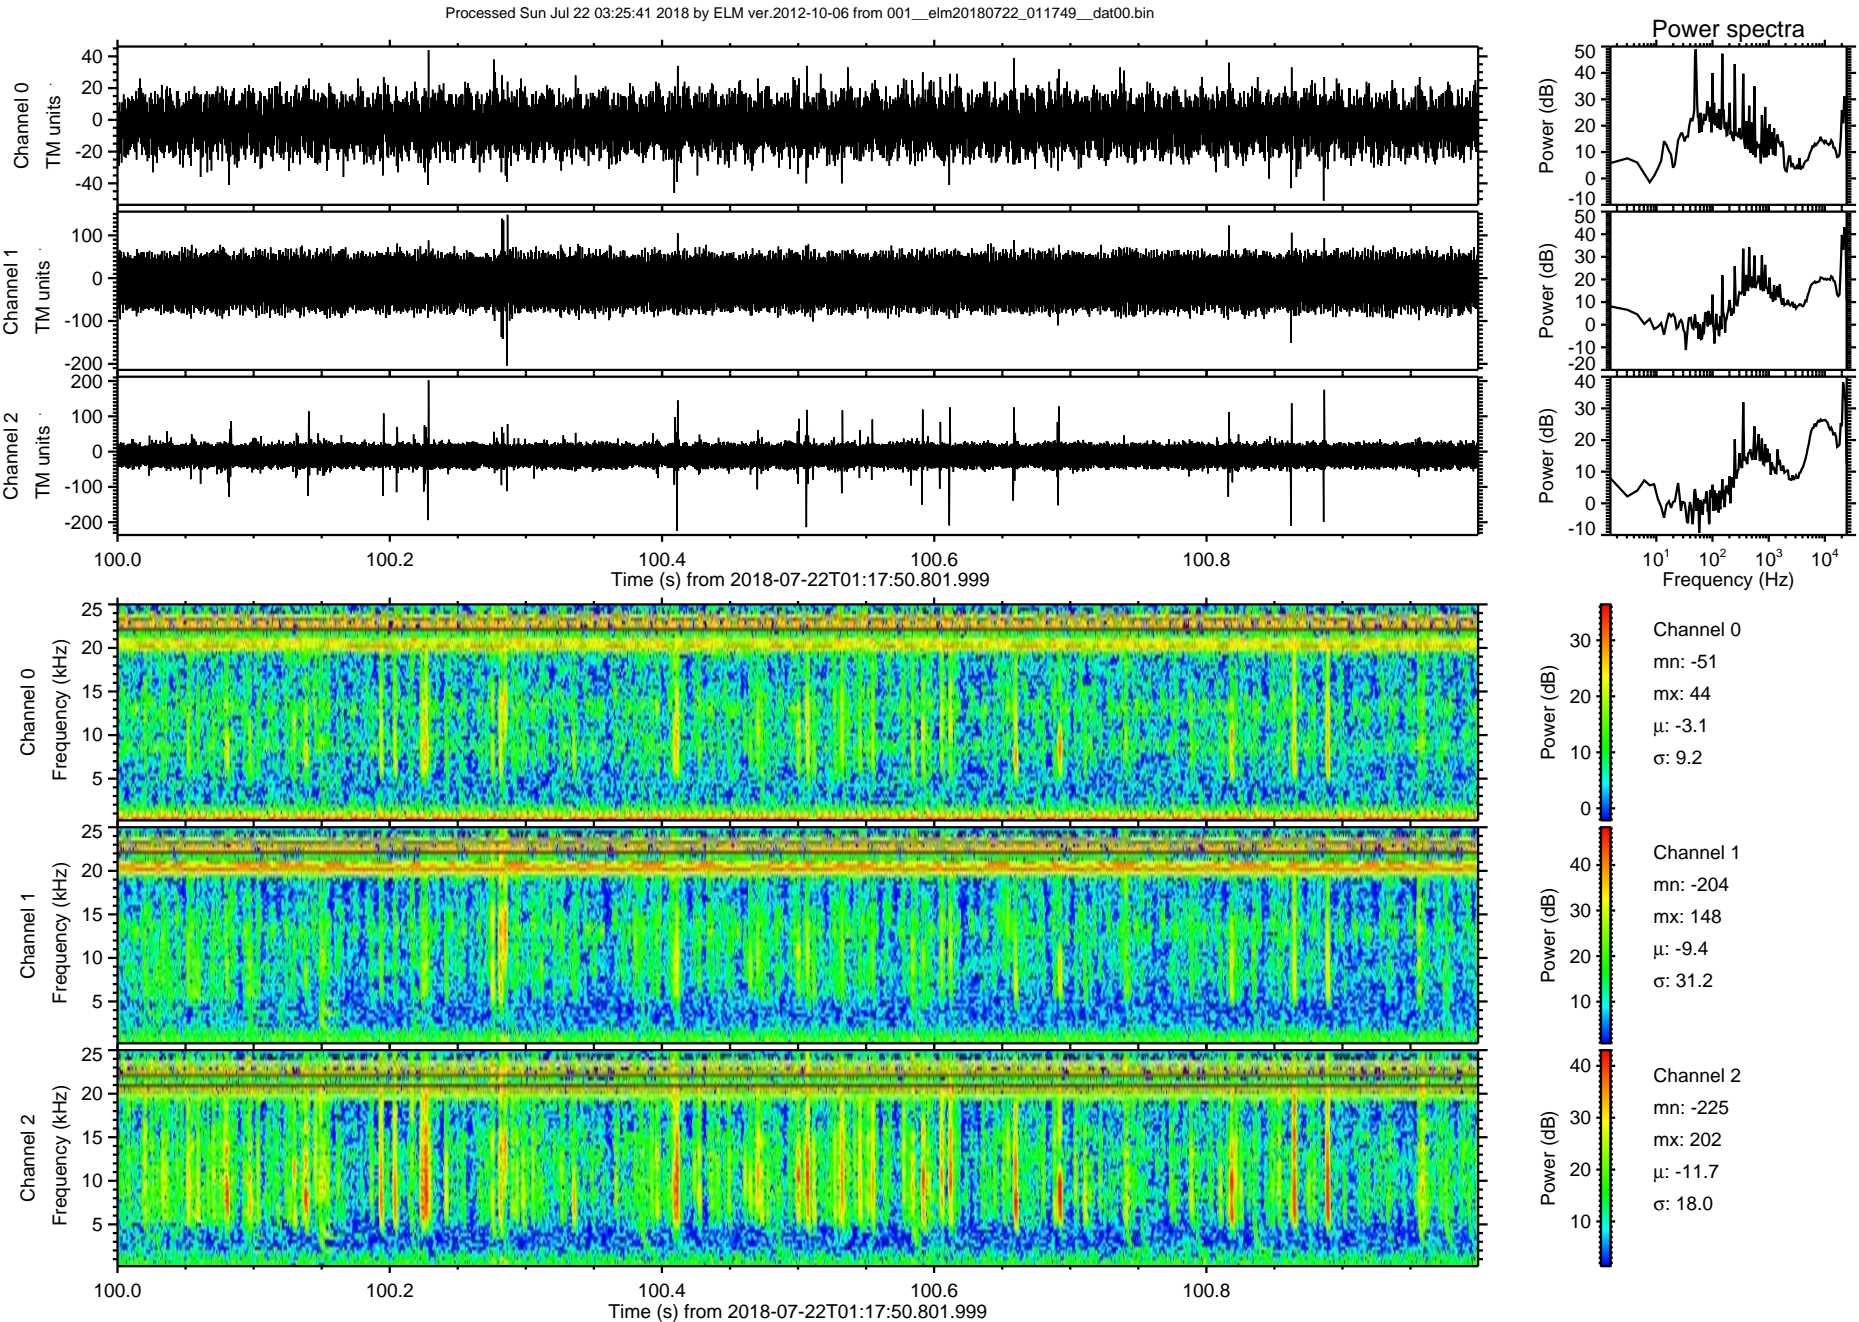 Processed Sun Jul 22 03:25:41 2018 by ELM ver.2012-10-06 from 001__elm20180722_011749__dat00.bin
Power spectra
Channel 0
TM units
40
20
0
-20
-40
Power (dB)
50
40
30
20
10
0
-10
Channel 1
TM units
100
0
-100
-200
Power (dB)
50
40
30
20
10
0
-10
-20
Channel 2
TM units
200
100
0
-100
-200
Power (dB)
40
30
20
10
0
-10
100.0 100.2 100.4 100.6 100.8
Time (s) from 2018-07-22T01:17:50.801.999
10^1 10^2 10^3 10^4
Frequency (Hz)
Channel 0
Frequency (kHz)
25
20
15
10
5
Power (dB)
30
20
10
0
Channel 0
mn: -51
mx: 44
μ: -3.1
σ: 9.2
Channel 1
Frequency (kHz)
25
20
15
10
5
Power (dB)
40
30
20
10
Channel 1
mn: -204
mx: 148
μ: -9.4
σ: 31.2
Channel 2
Frequency (kHz)
25
20
15
10
5
Power (dB)
40
30
20
10
Channel 2
mn: -225
mx: 202
μ: -11.7
σ: 18.0
100.0 100.2 100.4 100.6 100.8
Time (s) from 2018-07-22T01:17:50.801.999